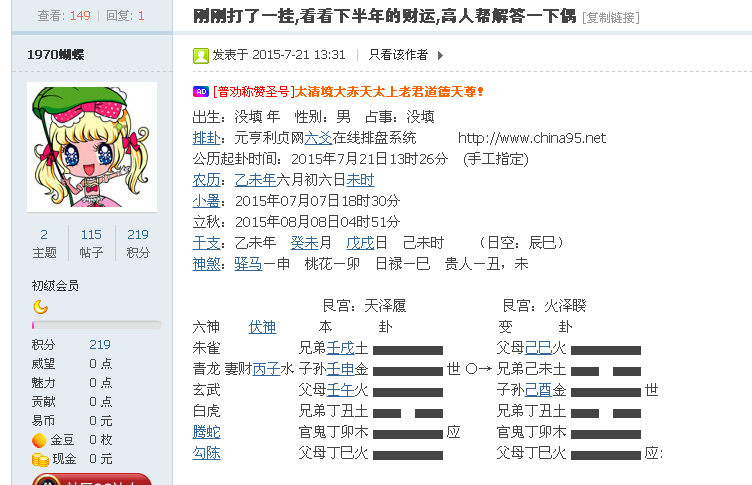 查看: 149 | 回复: 1
刚刚打了一挂,看看下半年的财运,高人帮解答一下偶 [复制链接]
1970蝴蝶
发表于 2015-7-21 13:31 | 只看该作者
AD [普劝称赞圣号]太清境大赤天太上老君道德天尊!
出生：没填 年 性别：男 占事：没填
排卦：元亨利贞网六爻在线排盘系统 http://www.china95.net
公历起卦时间：2015年7月21日13时26分 (手工指定)
农历：乙未年六月初六日未时
小暑：2015年07月07日18时30分
立秋：2015年08月08日04时51分
干支：乙未年 癸未月 戊戌日 己未时 （日空：辰巳）
神煞：驿马—申 桃花—卯 日禄—巳 贵人—丑，未
艮宫：天泽履 艮宫：火泽睽
六神 伏神 本 卦 变 卦
朱雀 兄弟壬戌土 父母己巳火
青龙 妻财丙子水 子孙壬申金 世 ○→ 兄弟己未土
玄武 父母壬午火 子孙己酉金 世
白虎 兄弟丁丑土 兄弟丁丑土
腾蛇 官鬼丁卯木 应 官鬼丁卯木
勾陈 父母丁巳火 父母丁巳火 应:
2 115 219
主题 帖子 积分
初级会员
积分 219
威望 0 点
魅力 0 点
贡献 0 点
易币 0 元
金豆 0 枚
现金 0 元